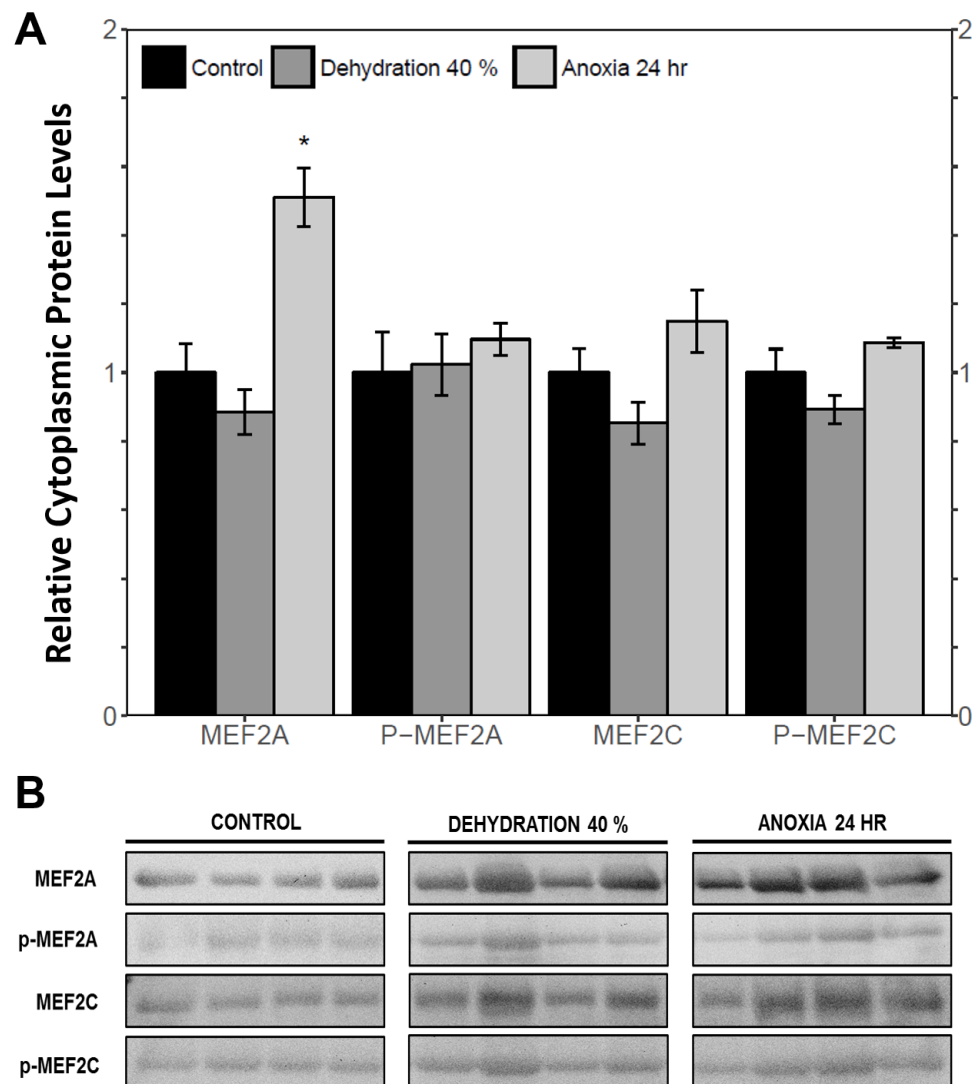 A
2
2
Control
Dehydration 40 %
Anoxia 24 hr
*
Relative Cytoplasmic Protein Levels
1
1
0
0
MEF2A
P−MEF2A
MEF2C
P−MEF2C
B
CONTROL
DEHYDRATION 40 %
ANOXIA 24 HR
MEF2A
p-MEF2A
MEF2C
p-MEF2C